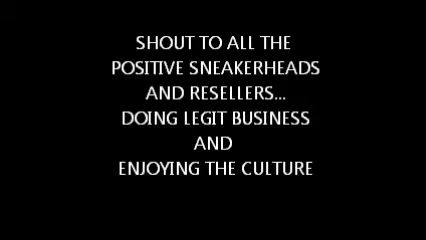 SHOUT TO ALL THE
POSITIVE SNEAKERHEADS
AND RESELLERS...
DOING LEGIT BUSINESS
AND
ENJOYING THE CULTURE